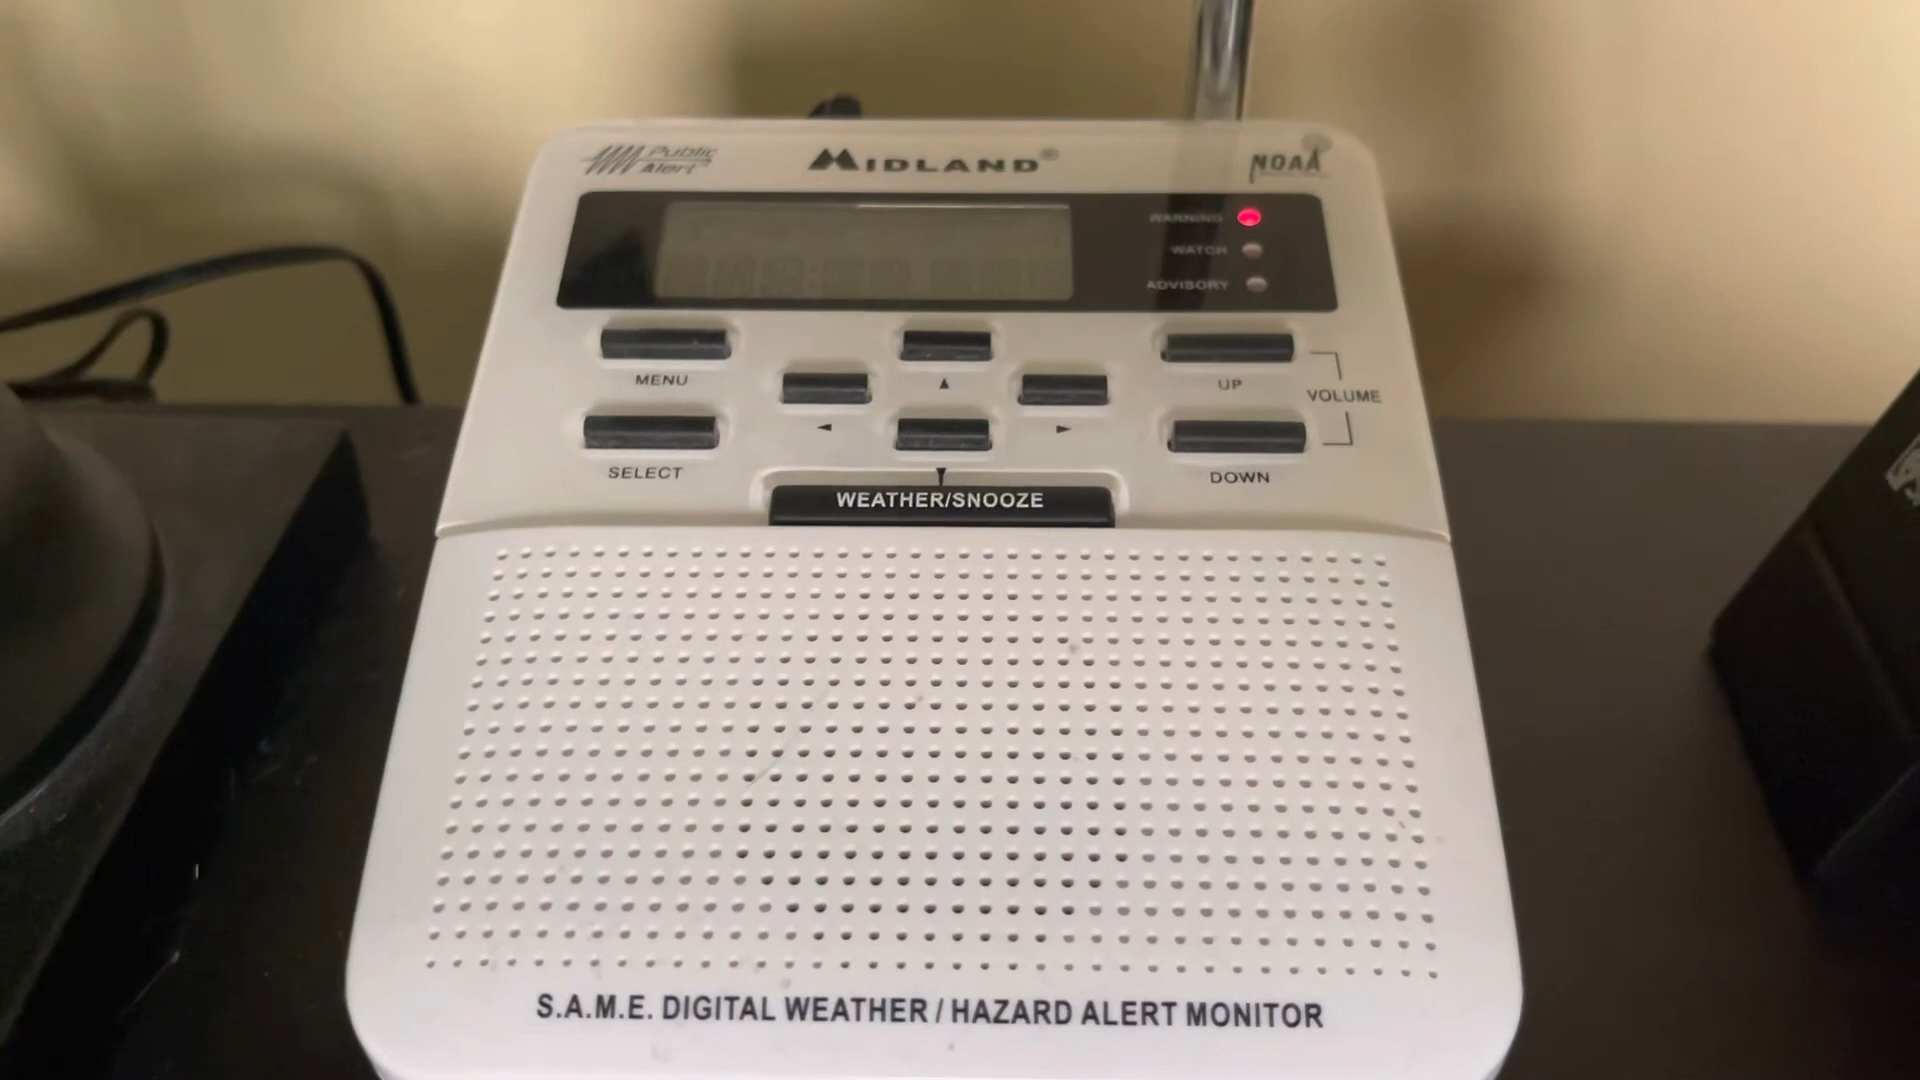 Public
Alert
MIDLAND®
NOAA
WARNING
WATCH
ADVISORY
MENU
UP
VOLUME
SELECT
DOWN
WEATHER/SNOOZE
S.A.M.E. DIGITAL WEATHER / HAZARD ALERT MONITOR